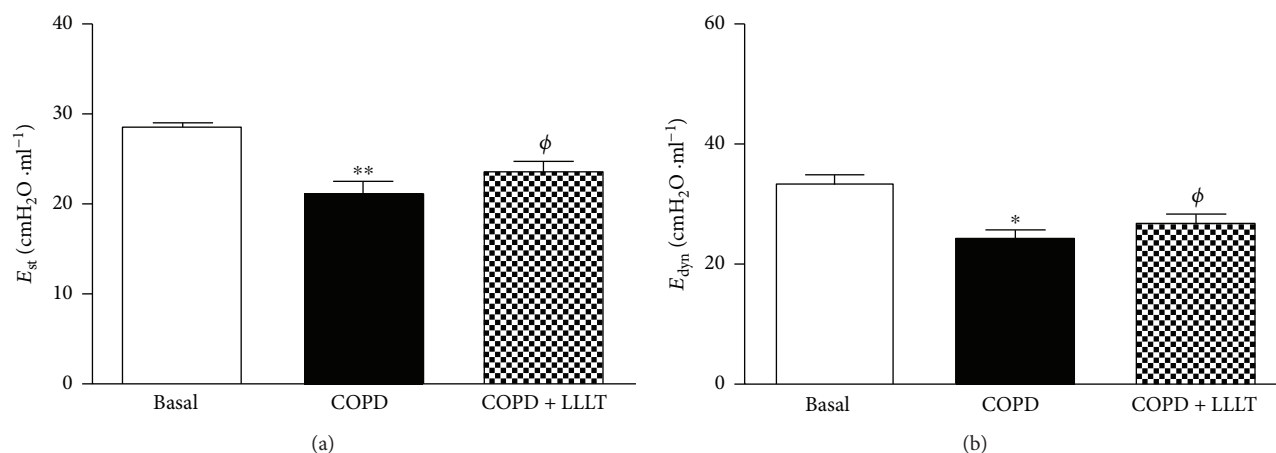 40
30
20
10
0
E_st (cmH₂O ·ml⁻¹)
**
ϕ
Basal COPD COPD + LLLT
(a)
60
40
20
0
E_dyn (cmH₂O ·ml⁻¹)
*
ϕ
Basal COPD COPD + LLLT
(b)